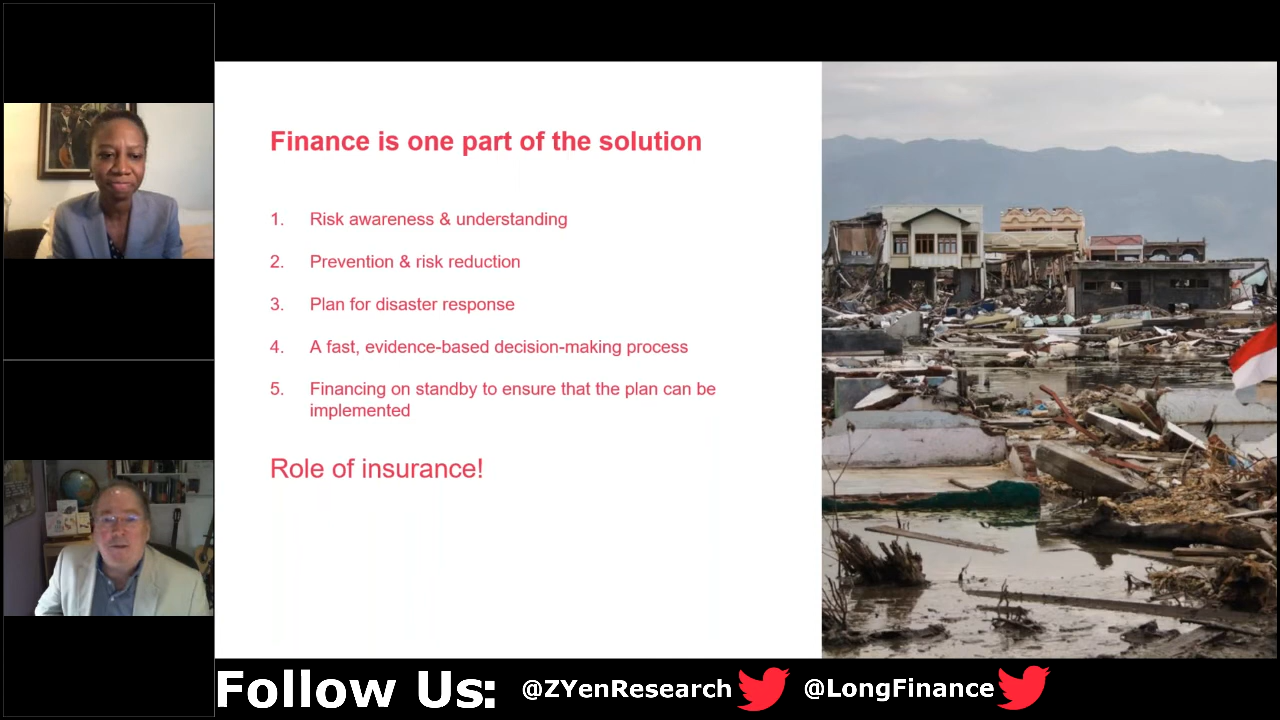 Finance is one part of the solution
1. Risk awareness & understanding
2. Prevention & risk reduction
3. Plan for disaster response
4. A fast, evidence-based decision-making process
5. Financing on standby to ensure that the plan can be
implemented
Role of insurance!
Follow Us: @ZYenResearch @LongFinance